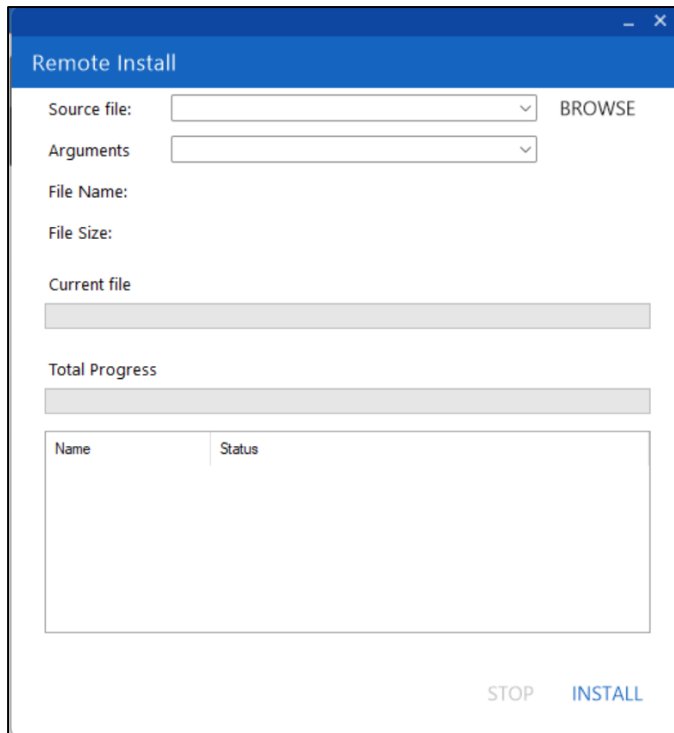 Remote Install
Source file: BROWSE
Arguments
File Name:
File Size:
Current file
Total Progress
Name Status
STOP INSTALL